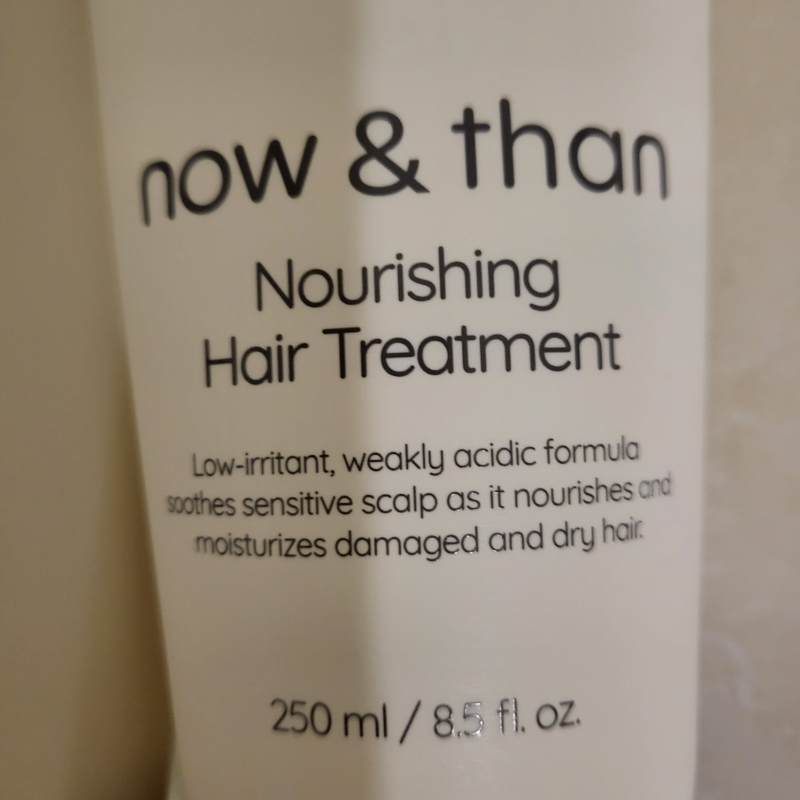 now & than
Nourishing
Hair Treatment
Low-irritant, weakly acidic formula
soothes sensitive scalp as it nourishes and
moisturizes damaged and dry hair.
250 ml / 8.5 fl. oz.